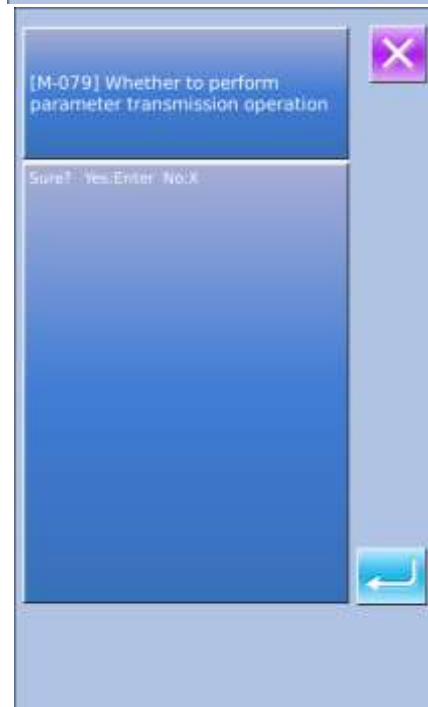 [M-079] Whether to perform
parameter transmission operation
Sure? Yes:Enter No:X